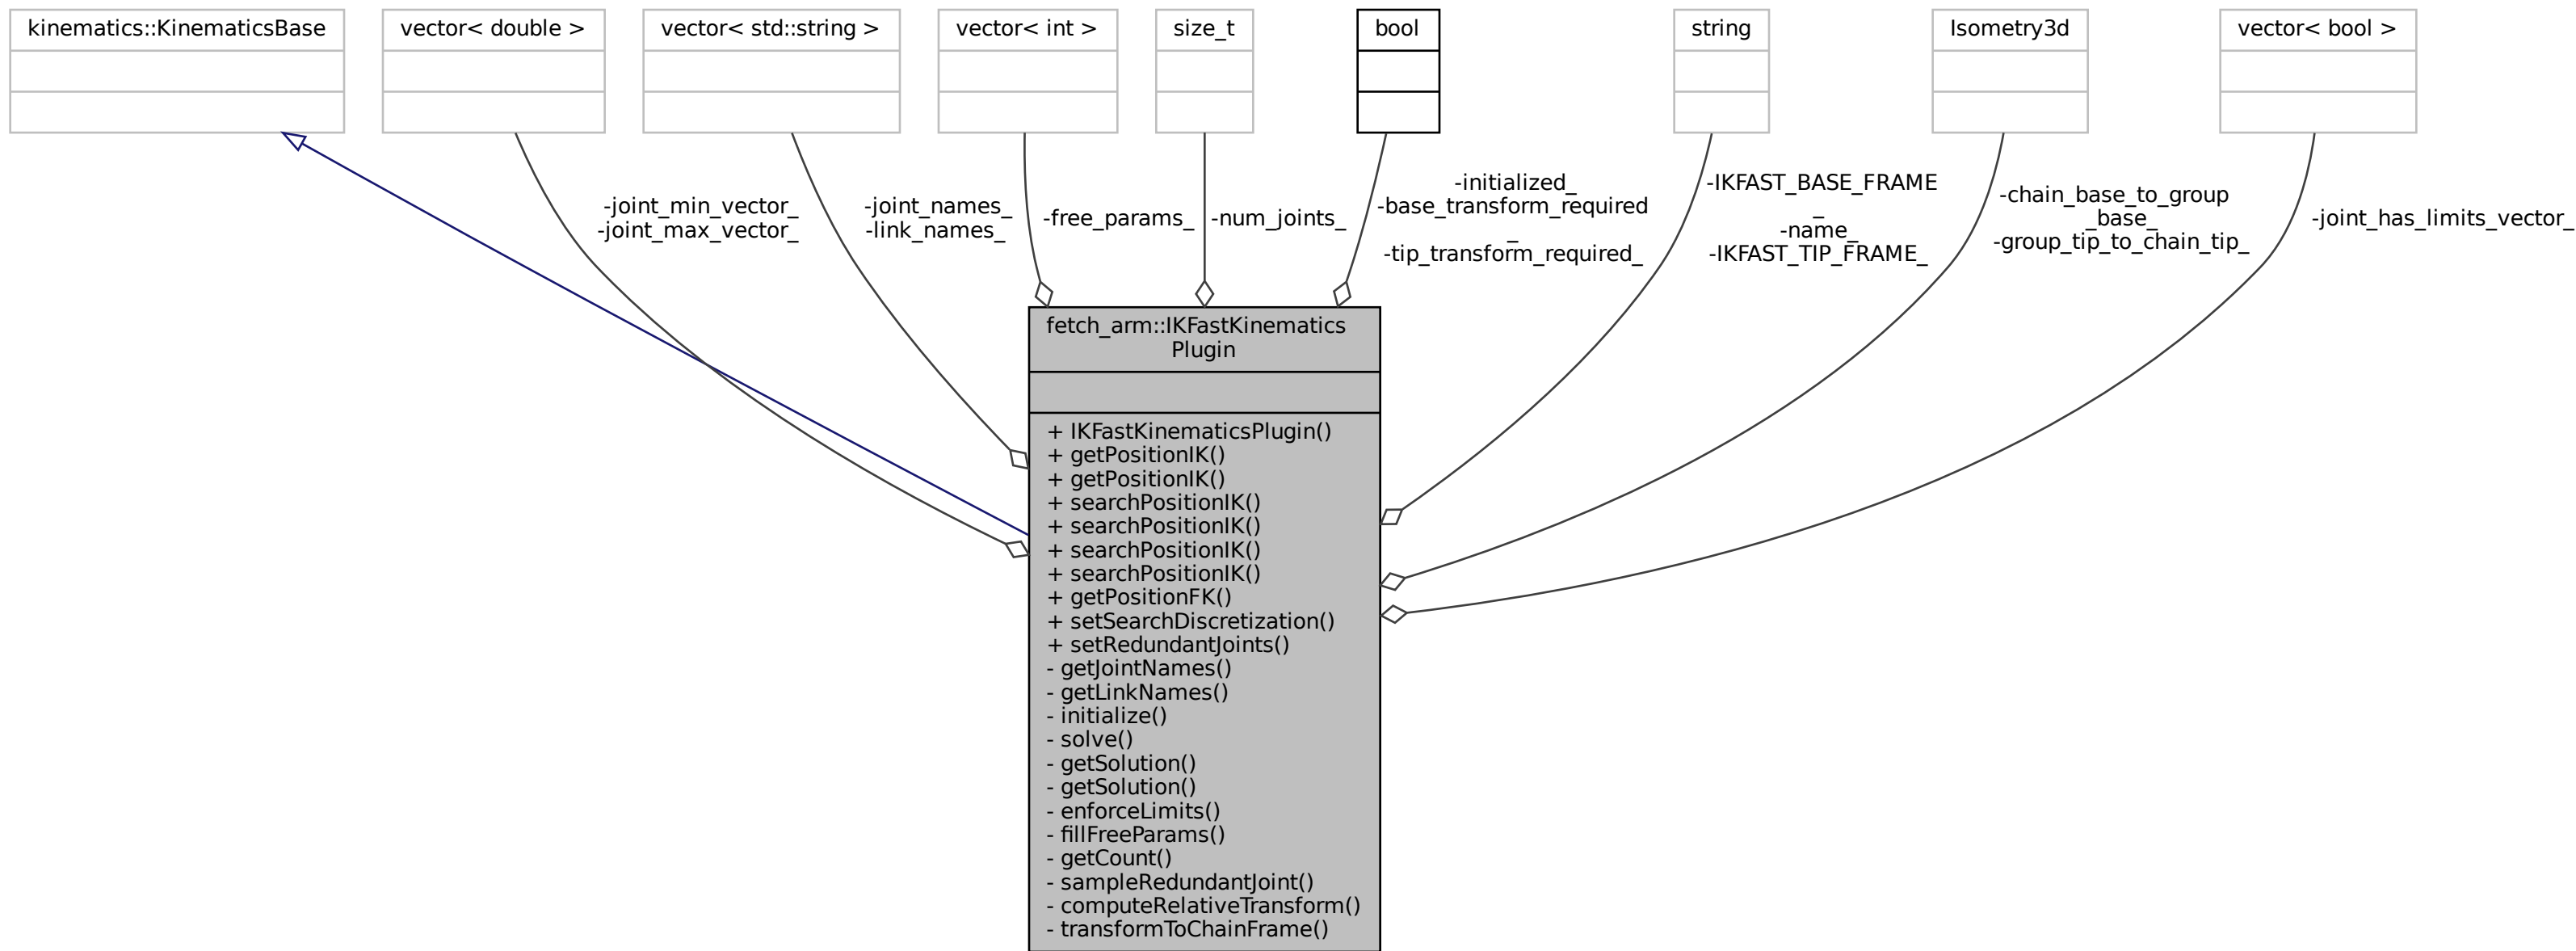 kinematics::KinematicsBase
vector< double >
vector< std::string >
vector< int >
size_t
bool
string
Isometry3d
vector< bool >
-joint_min_vector_
-joint_max_vector_
-joint_names_
-link_names_
-free_params_
-num_joints_
-initialized_
-base_transform_required
_
-tip_transform_required_
-IKFAST_BASE_FRAME
_
-name_
-IKFAST_TIP_FRAME_
-chain_base_to_group
_base_
-group_tip_to_chain_tip_
-joint_has_limits_vector_
fetch_arm::IKFastKinematics
Plugin
+ IKFastKinematicsPlugin()
+ getPositionIK()
+ getPositionIK()
+ searchPositionIK()
+ searchPositionIK()
+ searchPositionIK()
+ searchPositionIK()
+ getPositionFK()
+ setSearchDiscretization()
+ setRedundantJoints()
- getJointNames()
- getLinkNames()
- initialize()
- solve()
- getSolution()
- getSolution()
- enforceLimits()
- fillFreeParams()
- getCount()
- sampleRedundantJoint()
- computeRelativeTransform()
- transformToChainFrame()